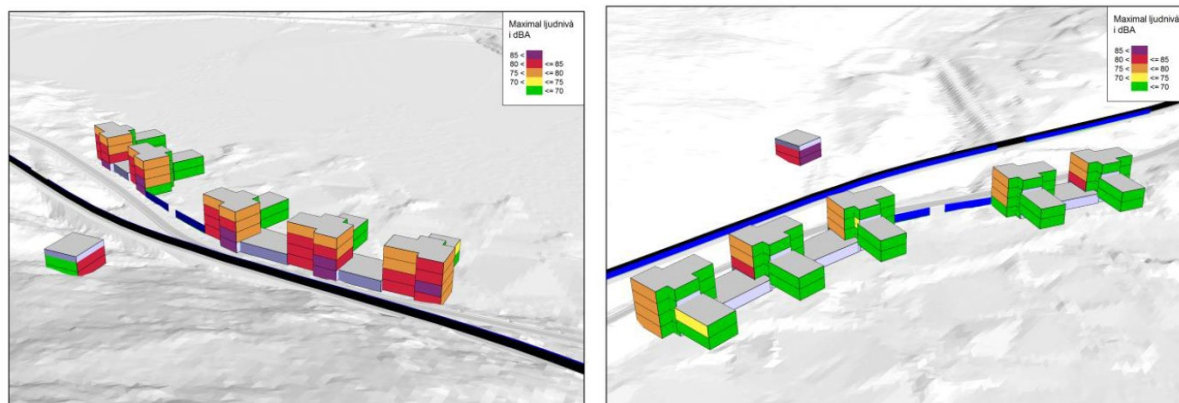 Maximal ljudnivå
i dBA
85 <
80 < <= 85
75 < <= 80
70 < <= 75
<= 70
Maximal ljudnivå
i dBA
85 <
80 < <= 85
75 < <= 80
70 < <= 75
<= 70